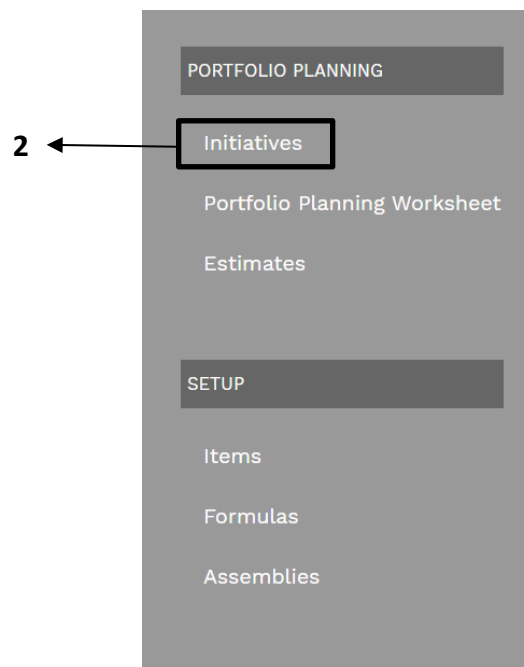 PORTFOLIO PLANNING
2
Initiatives
Portfolio Planning Worksheet
Estimates
SETUP
Items
Formulas
Assemblies